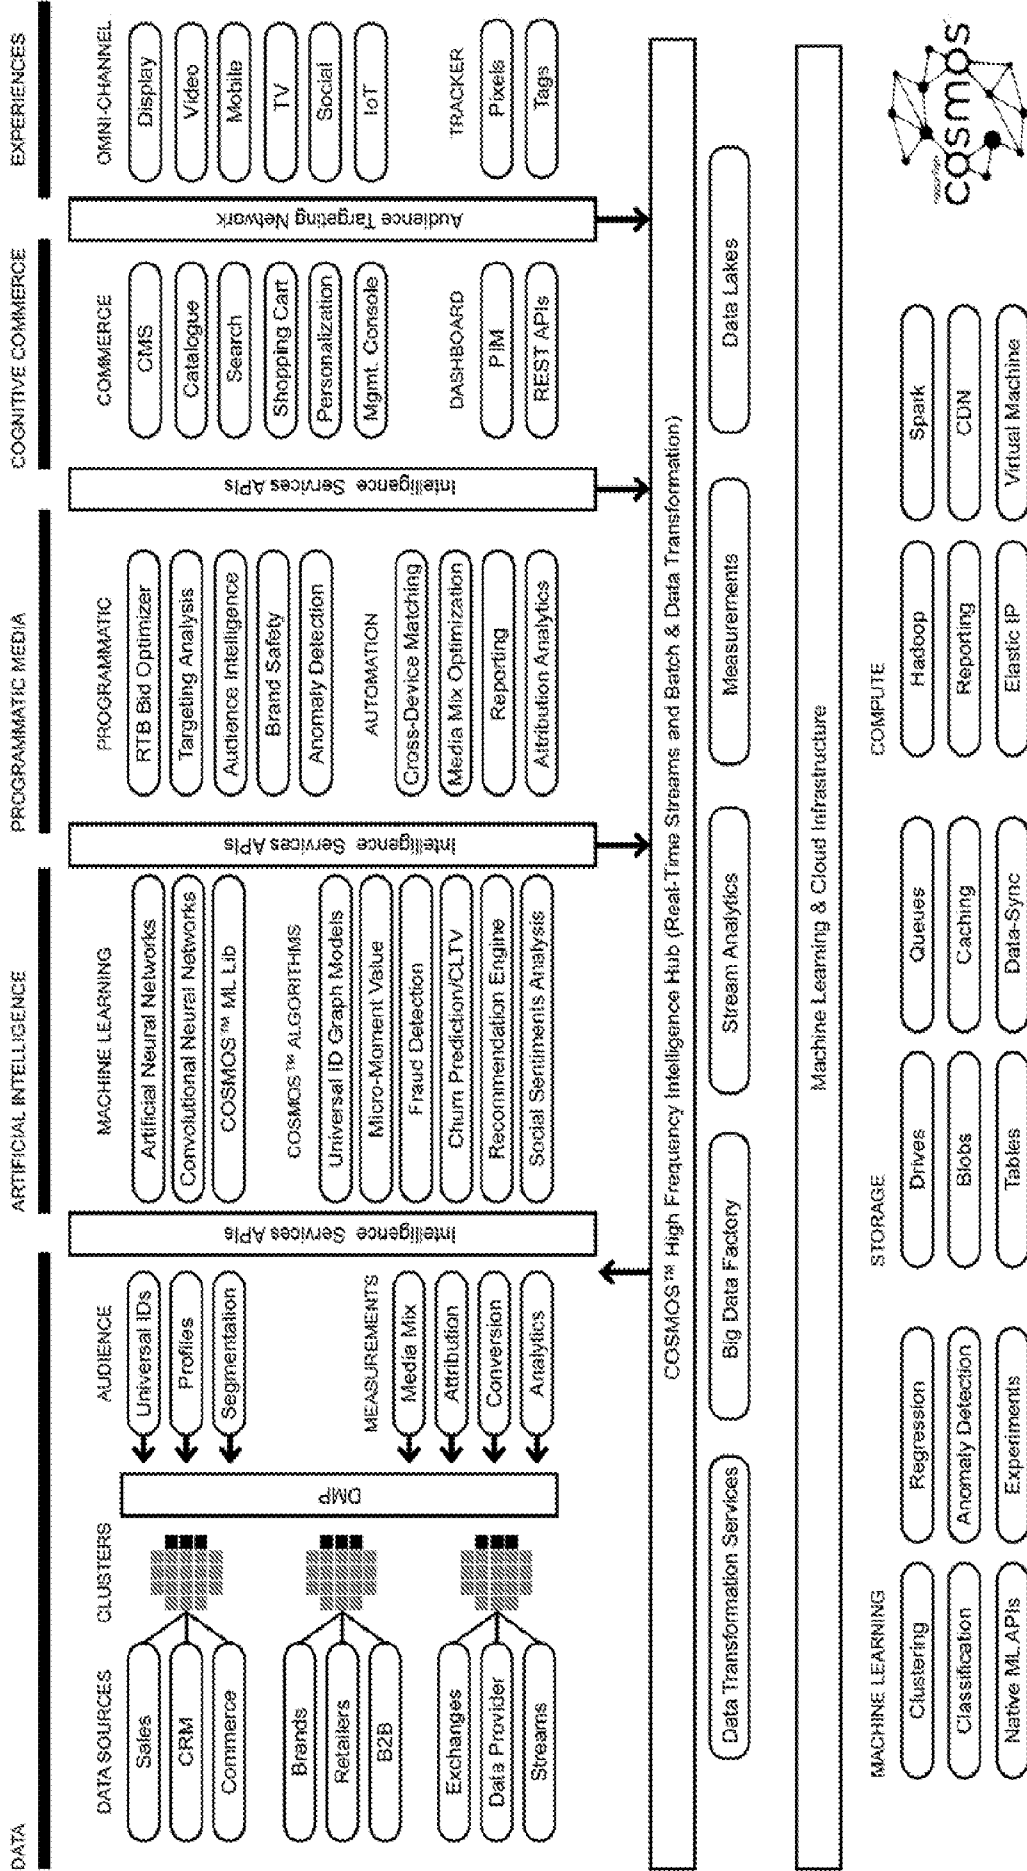 DATA
ARTIFICIAL INTELLIGENCE
PROGRAMMATIC MEDIA
COGNITIVE COMMERCE
EXPERIENCES
DATA SOURCES
Sales
CRM
Commerce
Brands
Retailers
B2B
Exchanges
Data Provider
Streams
CLUSTERS
DMP
AUDIENCE
Universal IDs
Profiles
Segmentation
MEASUREMENTS
Media Mix
Attribution
Conversion
Analytics
Intelligence Services APIs
MACHINE LEARNING
Artificial Neural Networks
Convolutional Neural Networks
COSMOS™ ML Lib
COSMOS™ ALGORITHMS
Universal ID Graph Models
Micro-Moment Value
Fraud Detection
Churn Prediction/CLTV
Recommendation Engine
Social Sentiments Analysis
Intelligence Services APIs
PROGRAMMATIC
RTB Bid Optimizer
Targeting Analysis
Audience Intelligence
Brand Safety
Anomaly Detection
AUTOMATION
Cross-Device Matching
Media Mix Optimization
Reporting
Attribution Analytics
Intelligence Services APIs
COMMERCE
CMS
Catalogue
Search
Shopping Cart
Personalization
Mgmt. Console
DASHBOARD
PIM
REST APIs
Audience Targeting Network
OMNI-CHANNEL
Display
Video
Mobile
TV
Social
IoT
TRACKER
Pixels
Tags
COSMOS™ High Frequency Intelligence Hub (Real-Time Streams and Batch & Data Transformation)
Data Transformation Services
Big Data Factory
Stream Analytics
Measurements
Data Lakes
Machine Learning & Cloud Infrastructure
MACHINE LEARNING
Clustering
Regression
Classification
Anomaly Detection
Native ML APIs
Experiments
STORAGE
Drives
Queues
Blobs
Caching
Tables
Data-Sync
COMPUTE
Hadoop
Spark
Reporting
CDN
Elastic IP
Virtual Machine
cosmos